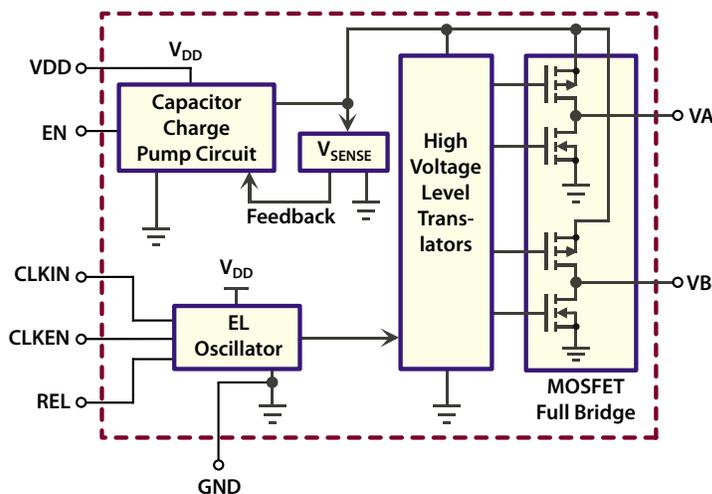 VDD
V_DD
EN
Capacitor
Charge
Pump Circuit
V_SENSE
Feedback
High
Voltage
Level
Trans-
lators
VA
VB
CLKIN
CLKEN
REL
V_DD
EL
Oscillator
GND
MOSFET
Full Bridge